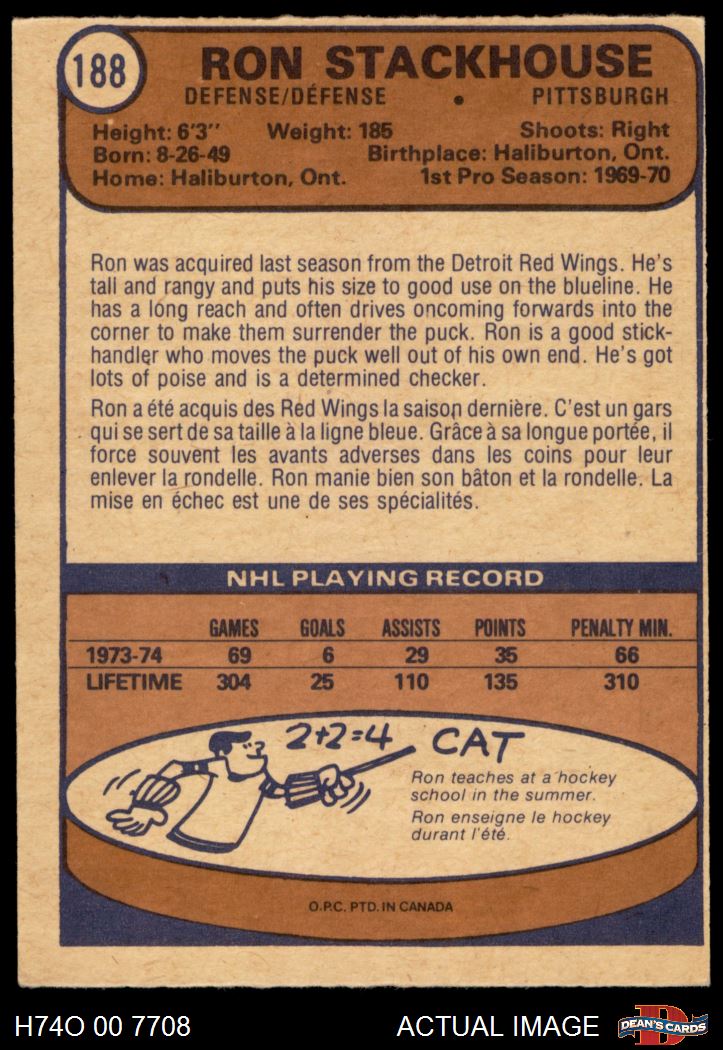 188
RON STACKHOUSE
DEFENSE/DÉFENSE • PITTSBURGH
Height: 6'3'' Weight: 185 Shoots: Right
Born: 8-26-49 Birthplace: Haliburton, Ont.
Home: Haliburton, Ont. 1st Pro Season: 1969-70
Ron was acquired last season from the Detroit Red Wings. He's
tall and rangy and puts his size to good use on the blueline. He
has a long reach and often drives oncoming forwards into the
corner to make them surrender the puck. Ron is a good stick-
handler who moves the puck well out of his own end. He's got
lots of poise and is a determined checker.
Ron a été acquis des Red Wings la saison dernière. C'est un gars
qui se sert de sa taille à la ligne bleue. Grâce à sa longue portée, il
force souvent les avants adverses dans les coins pour leur
enlever la rondelle. Ron manie bien son bâton et la rondelle. La
mise en échec est une de ses spécialités.
NHL PLAYING RECORD
GAMES GOALS ASSISTS POINTS PENALTY MIN.
1973-74 69 6 29 35 66
LIFETIME 304 25 110 135 310
2+2=4 CAT
Ron teaches at a hockey
school in the summer.
Ron enseigne le hockey
durant l'été.
O.P.C. PTD. IN CANADA
H74O 00 7708 ACTUAL IMAGE D DEAN'S CARDS